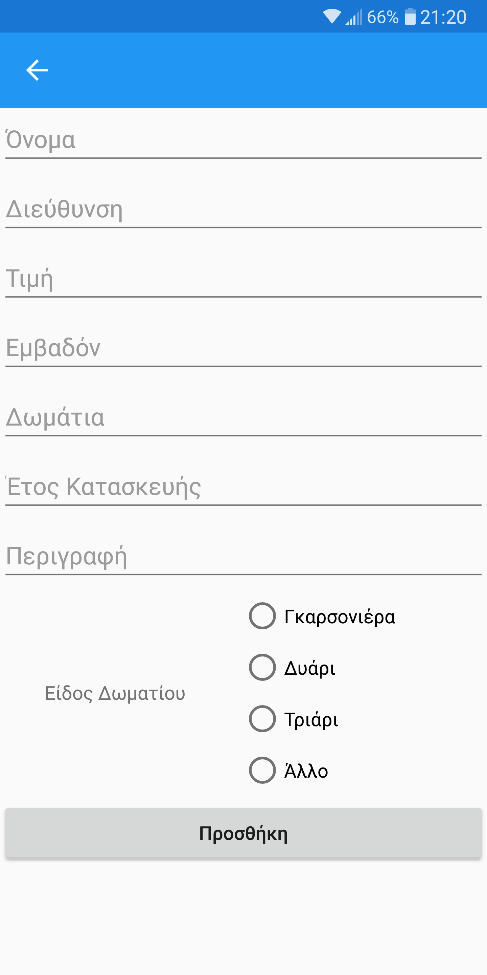 66% 21:20
Όνομα
Διεύθυνση
Τιμή
Εμβαδόν
Δωμάτια
Έτος Κατασκευής
Περιγραφή
Γκαρσονιέρα
Δυάρι
Είδος Δωματίου
Τριάρι
Άλλο
Προσθήκη